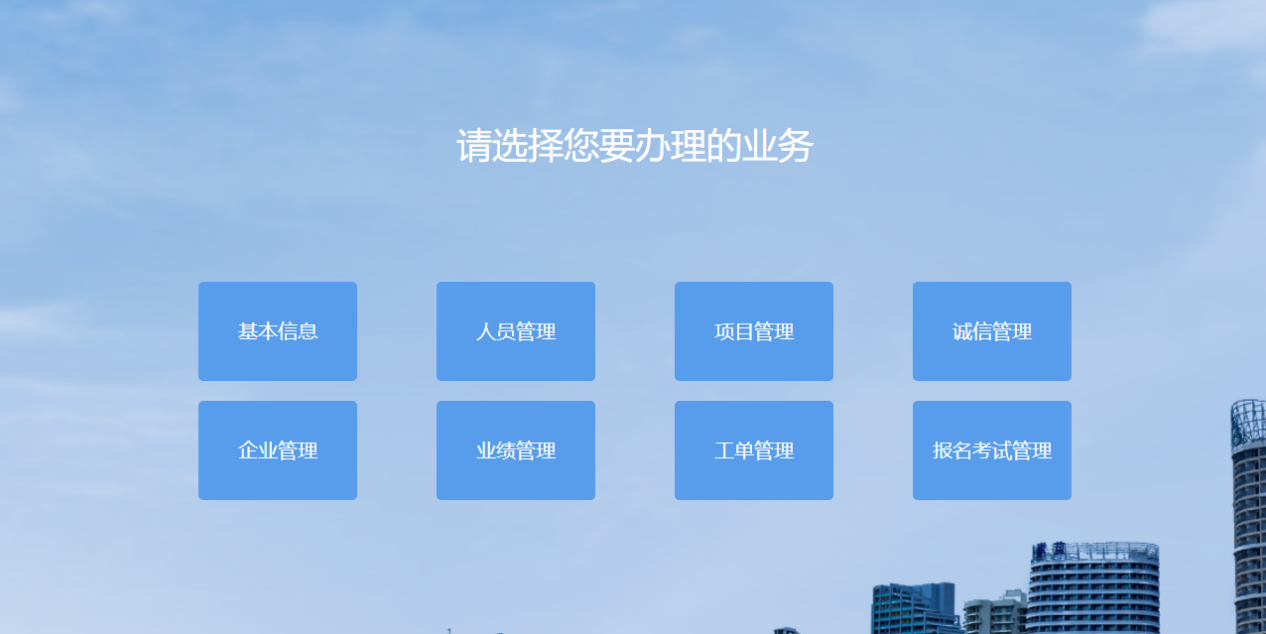 请选择您要办理的业务
基本信息
人员管理
项目管理
诚信管理
企业管理
业绩管理
工单管理
报名考试管理